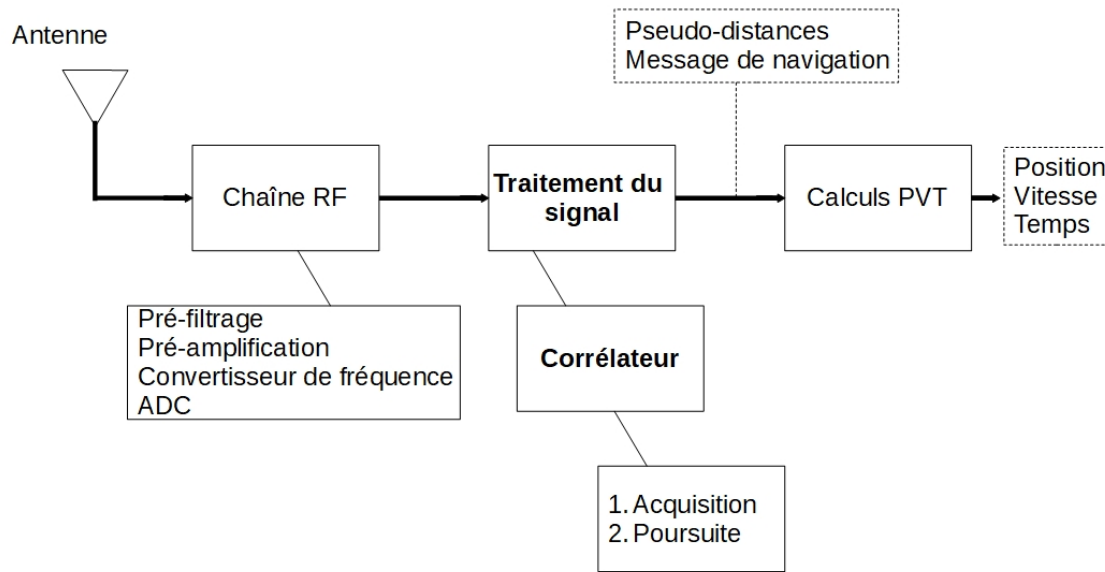 Antenne
Pseudo-distances
Message de navigation
Chaîne RF
Traitement du
signal
Calculs PVT
Position
Vitesse
Temps
Pré-filtrage
Pré-amplification
Convertisseur de fréquence
ADC
Corrélateur
1. Acquisition
2. Poursuite